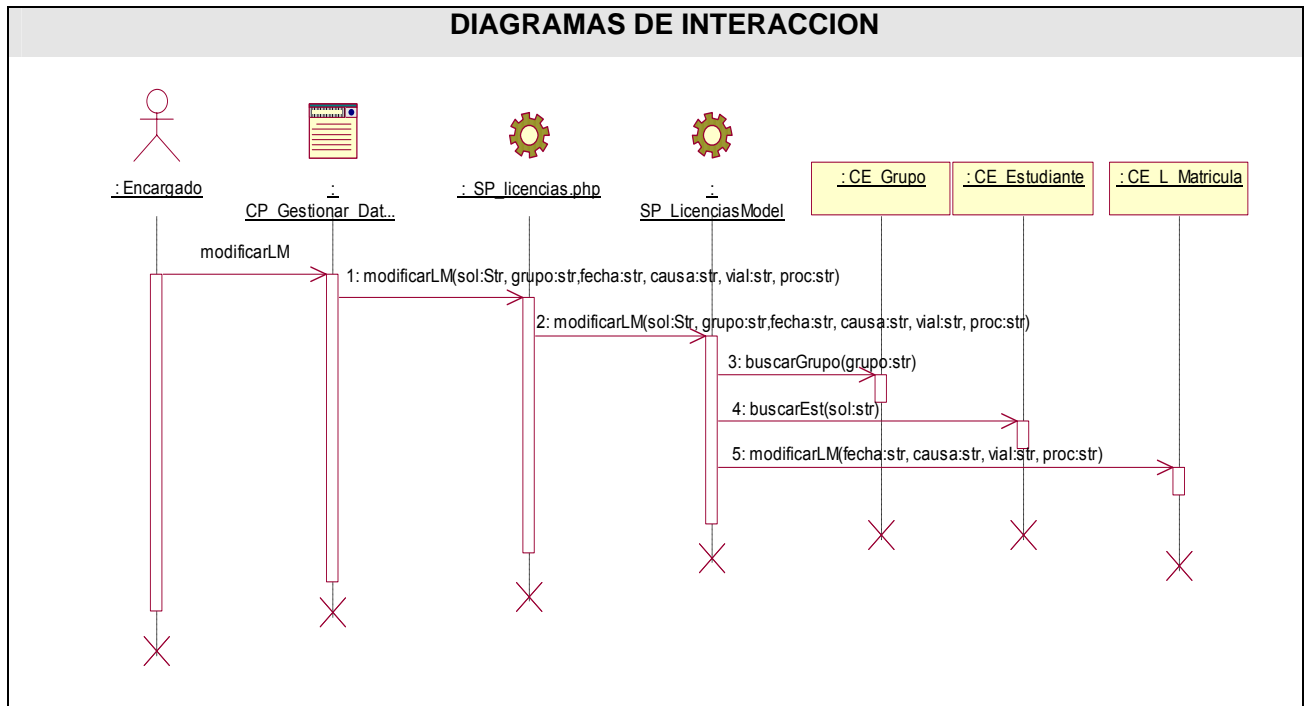 DIAGRAMAS DE INTERACCION
: Encargado
:
CP_Gestionar_Dat...
: SP_licencias.php
:
SP_LicenciasModel
: CE_Grupo
: CE_Estudiante
: CE_L_Matricula
modificarLM
1: modificarLM(sol:Str, grupo:str,fecha:str, causa:str, vial:str, proc:str)
2: modificarLM(sol:Str, grupo:str,fecha:str, causa:str, vial:str, proc:str)
3: buscarGrupo(grupo:str)
4: buscarEst(sol:str)
5: modificarLM(fecha:str, causa:str, vial:str, proc:str)